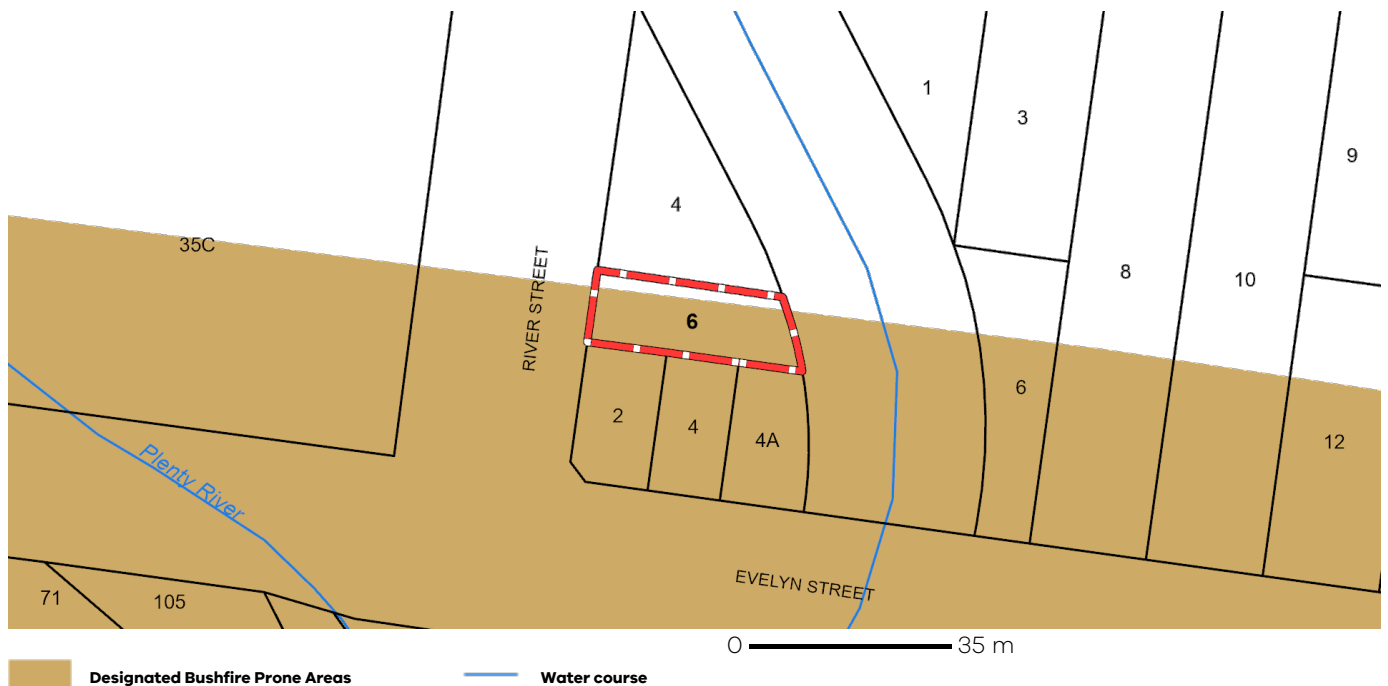 1
3
9
4
35C
RIVER STREET
8
10
6
6
2
4
4A
12
Plenty River
EVELYN STREET
71
105
0 35 m
Designated Bushfire Prone Areas
Water course